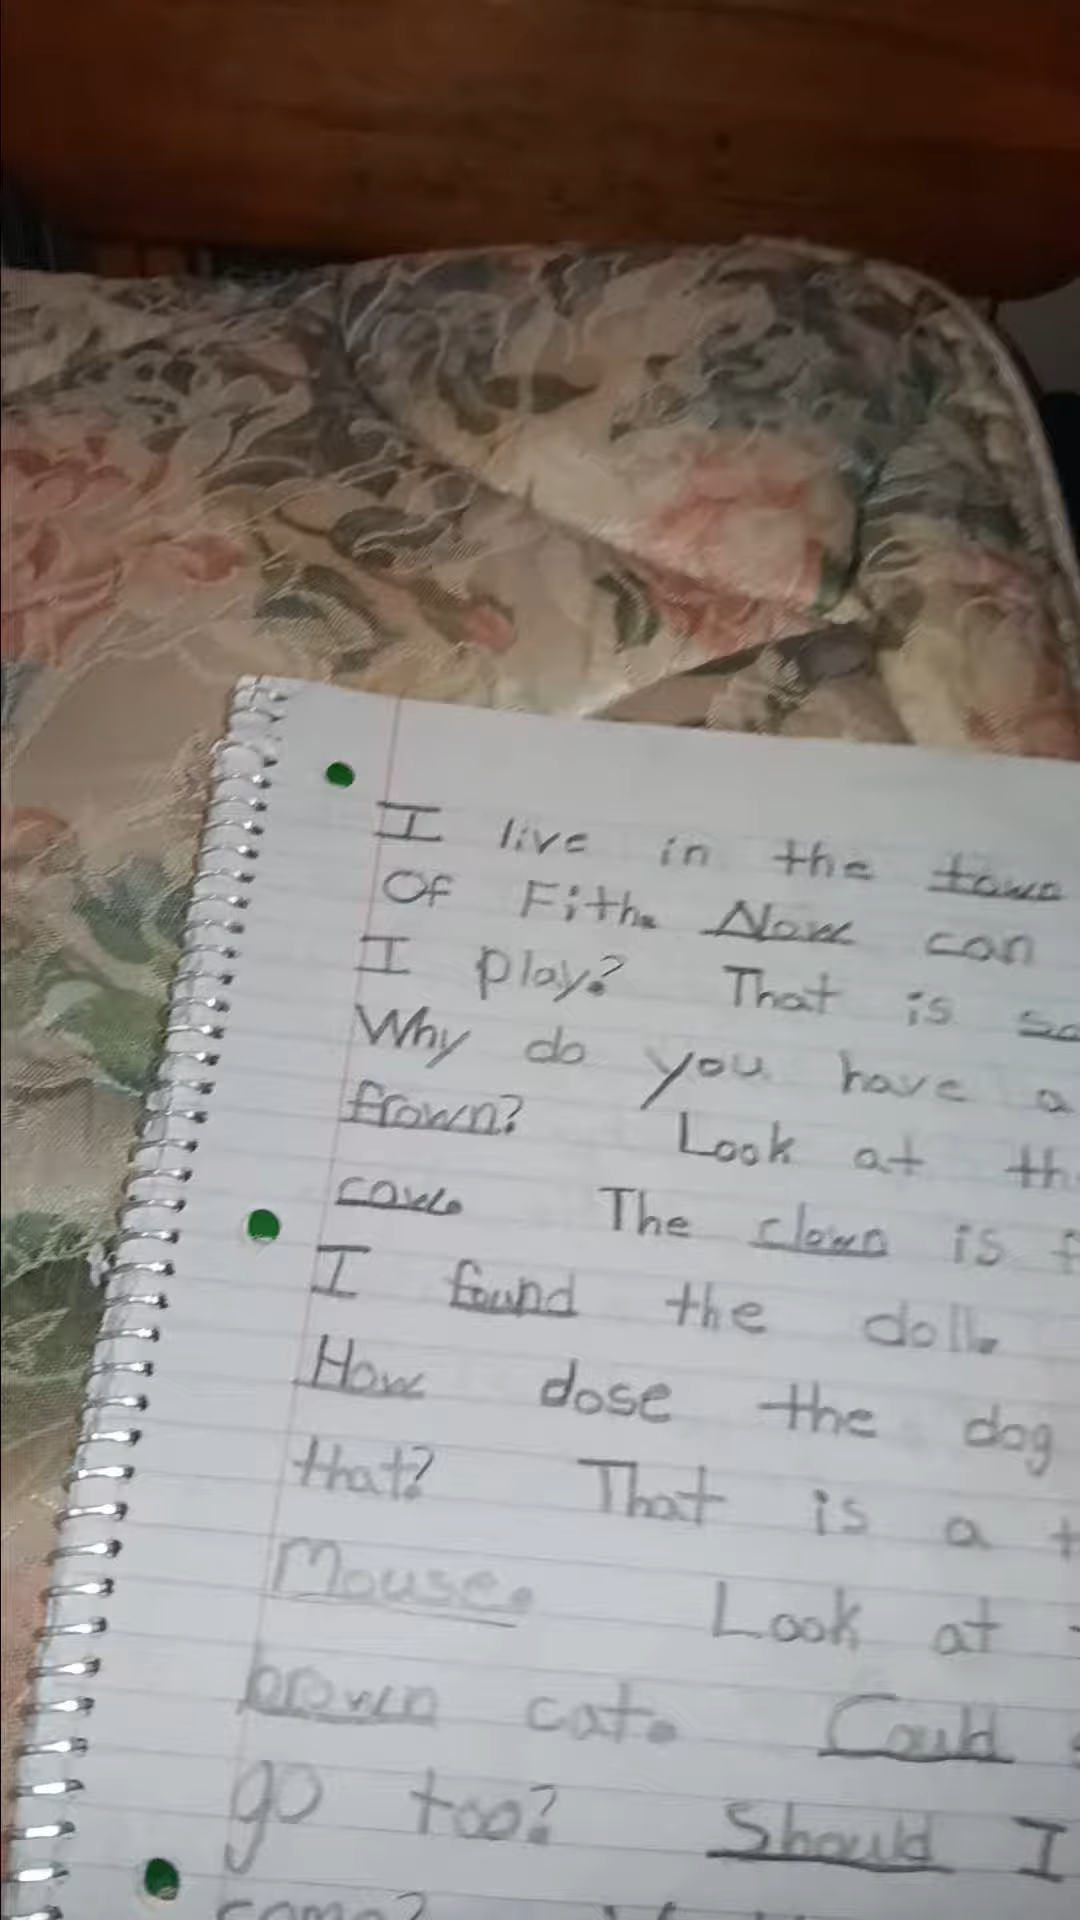 I live in the town
Of Fith. Now can
I play? That is
Why do you have a
frown? Look at
cow. The clown is
I found the doll.
How dose the dog
that? That is a
Mouse. Look at
brown cat. Could
go too? Should I